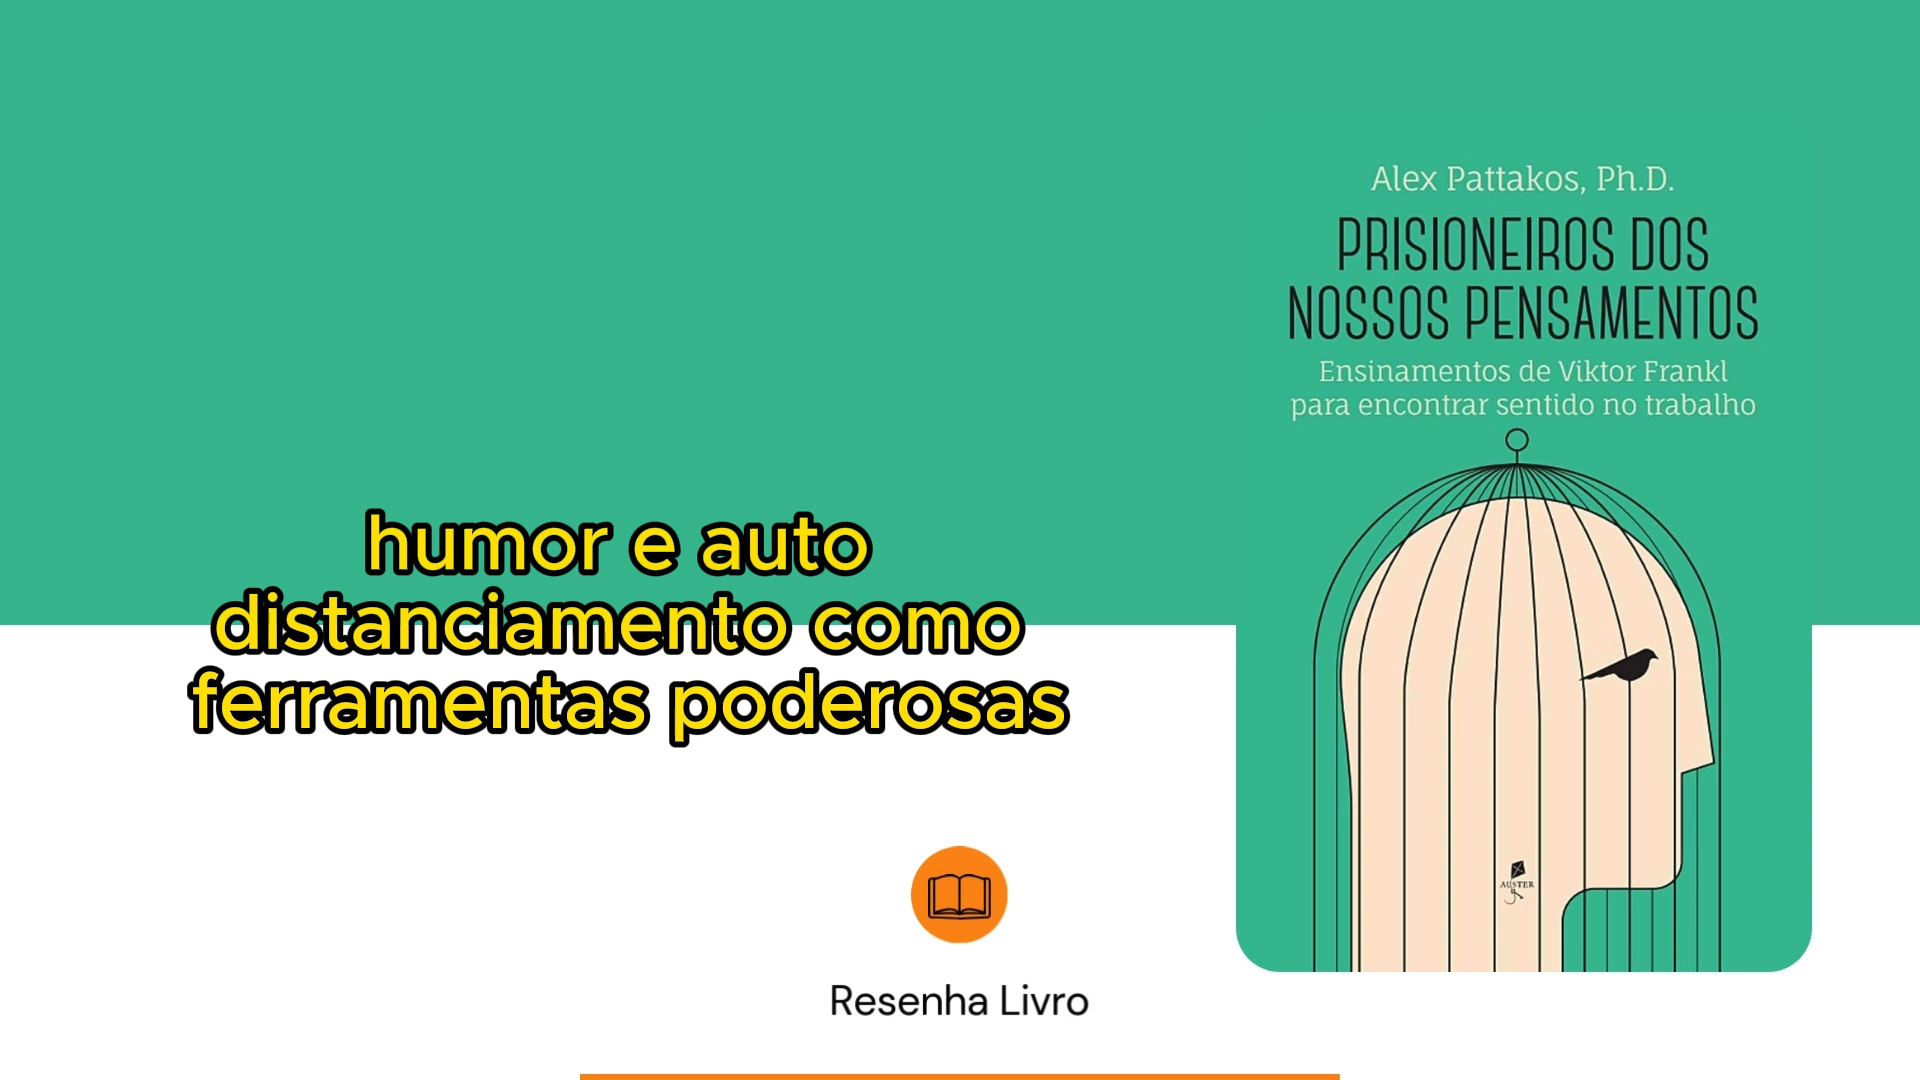 Alex Pattakos, Ph.D.
PRISIONEIROS DOS
NOSSOS PENSAMENTOS
Ensinamentos de Viktor Frankl
para encontrar sentido no trabalho
humor e auto
distanciamento como
ferramentas poderosas
AUSTER
Resenha Livro